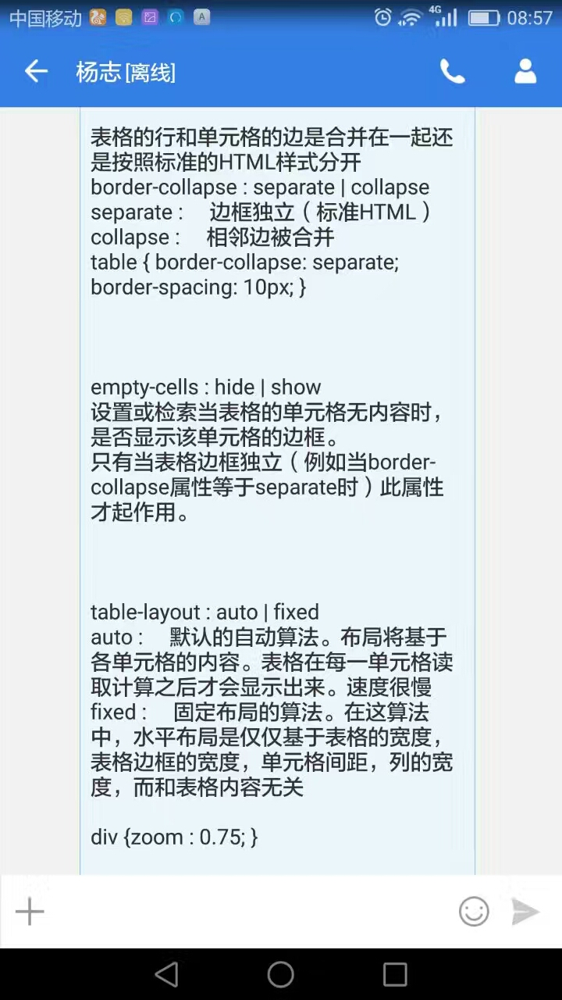 中国移动 4G 08:57
杨志[离线]
表格的行和单元格的边是合并在一起还
是按照标准的HTML样式分开
border-collapse : separate | collapse
separate : 边框独立（标准HTML）
collapse : 相邻边被合并
table { border-collapse: separate;
border-spacing: 10px; }
empty-cells : hide | show
设置或检索当表格的单元格无内容时，
是否显示该单元格的边框。
只有当表格边框独立（例如当border-
collapse属性等于separate时）此属性
才起作用。
table-layout : auto | fixed
auto : 默认的自动算法。布局将基于
各单元格的内容。表格在每一单元格读
取计算之后才会显示出来。速度很慢
fixed : 固定布局的算法。在这算法
中，水平布局是仅仅基于表格的宽度，
表格边框的宽度，单元格间距，列的宽
度，而和表格内容无关
div {zoom : 0.75; }